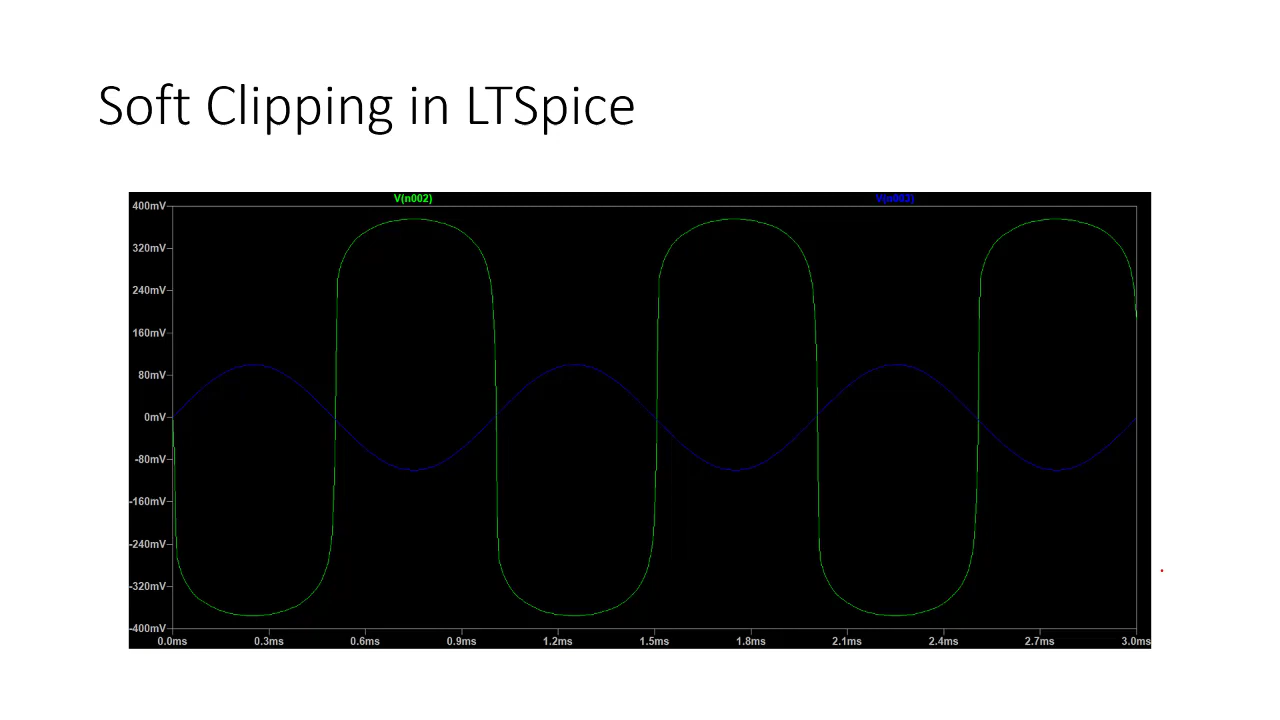 Soft Clipping in LTSpice
V(n002) V(n003)
400mV
320mV
240mV
160mV
80mV
0mV
-80mV
-160mV
-240mV
-320mV
-400mV
0.0ms 0.3ms 0.6ms 0.9ms 1.2ms 1.5ms 1.8ms 2.1ms 2.4ms 2.7ms 3.0ms